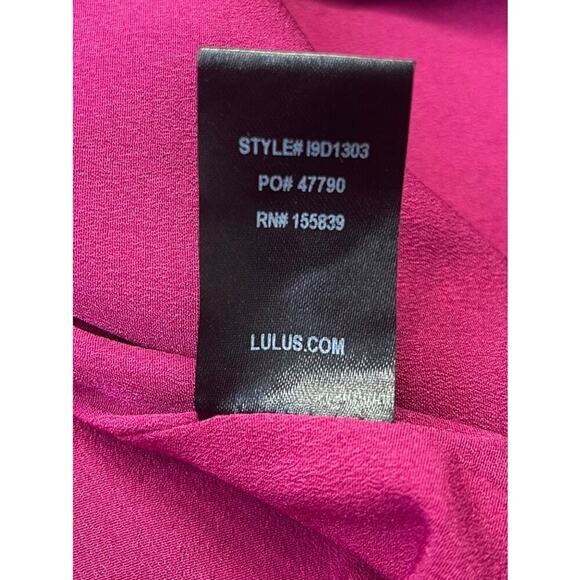 STYLE# I9D1303
PO# 47790
RN# 155839
LULUS.COM